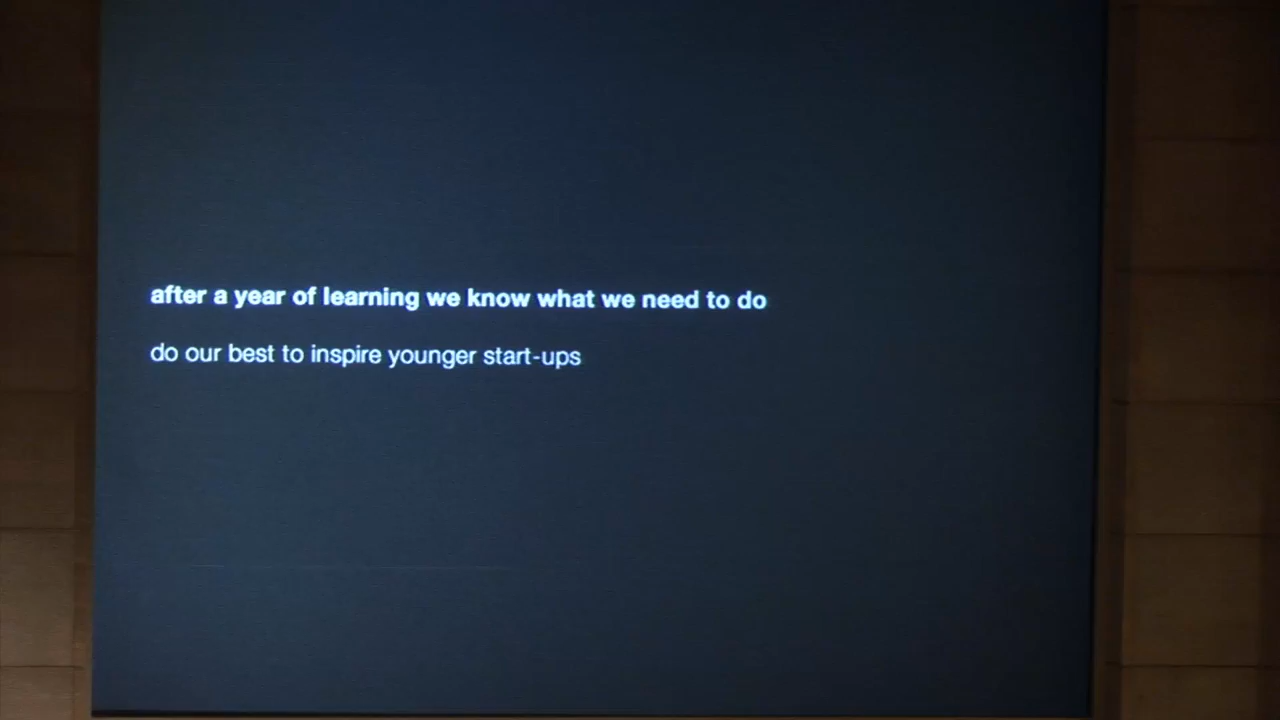 after a year of learning we know what we need to do
do our best to inspire younger start-ups